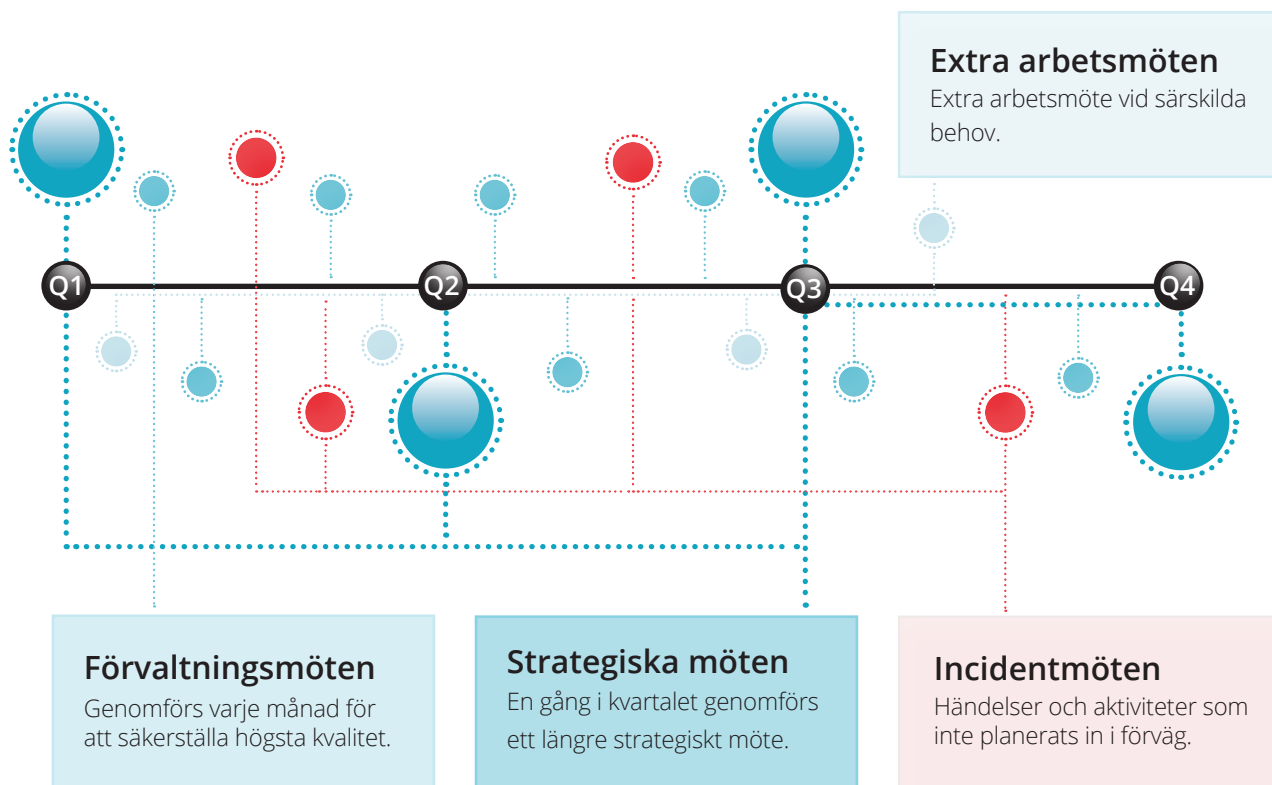 Extra arbetsmöten
Extra arbetsmöte vid särskilda
behov.
Q1
Q2
Q3
Q4
Förvaltningsmöten
Genomförs varje månad för
att säkerställa högsta kvalitet.
Strategiska möten
En gång i kvartalet genomförs
ett längre strategiskt möte.
Incidentmöten
Händelser och aktiviteter som
inte planerats in i förväg.